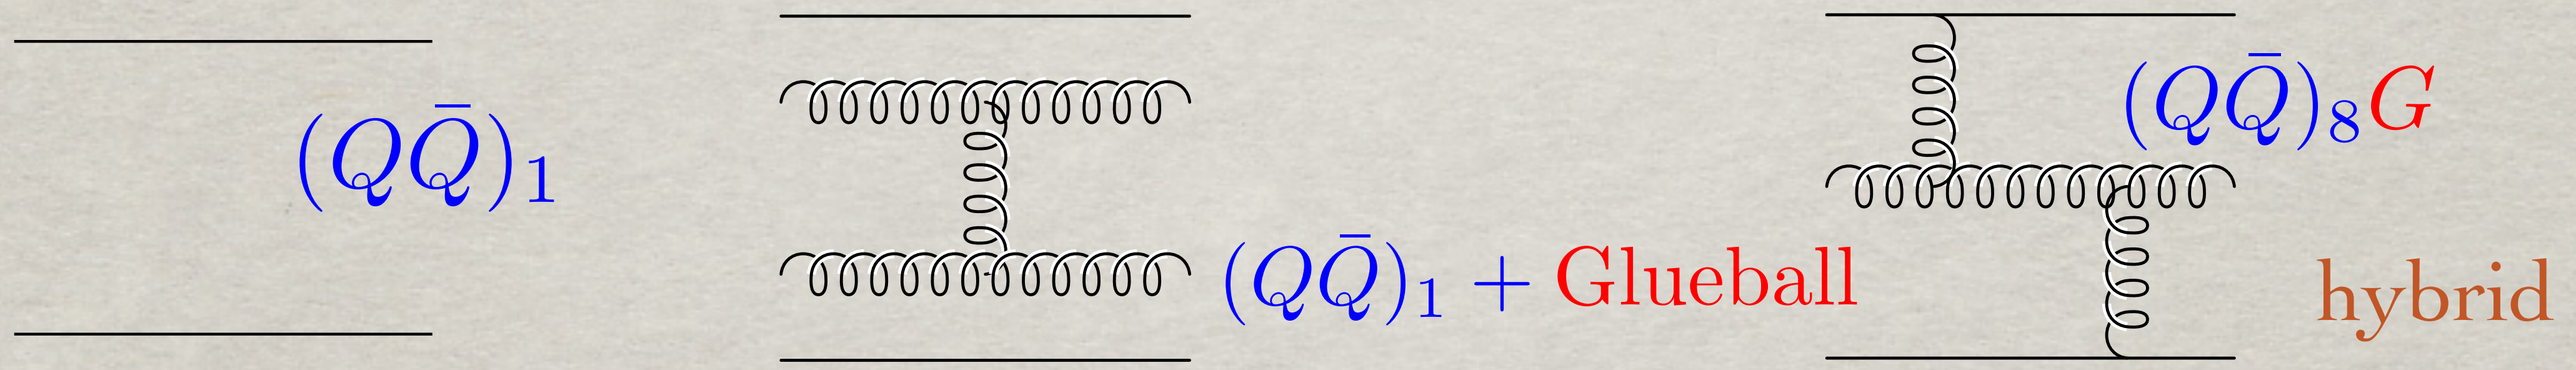 (QQ̄)₁
(QQ̄)₁ + Glueball
(QQ̄)₈G
hybrid